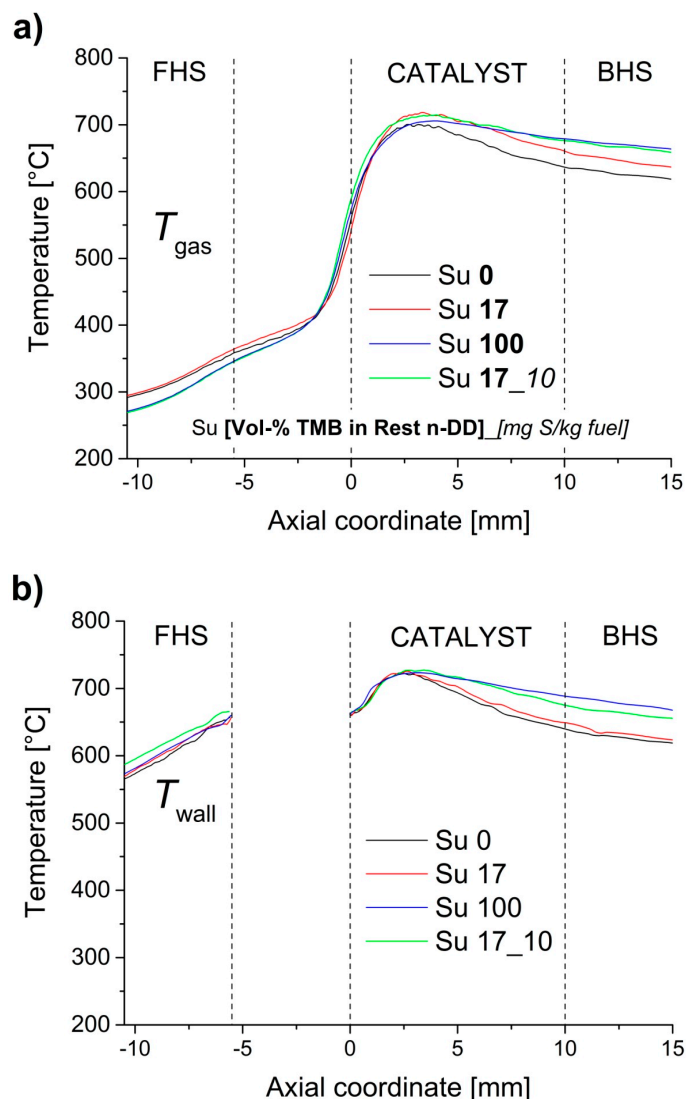 a)
FHS
CATALYST
BHS
800
700
600
500
400
300
200
Temperature [°C]
T gas
Su 0
Su 17
Su 100
Su 17_10
Su [Vol-% TMB in Rest n-DD]_[mg S/kg fuel]
-10 -5 0 5 10 15
Axial coordinate [mm]
b)
FHS
CATALYST
BHS
800
700
600
500
400
300
200
Temperature [°C]
T wall
Su 0
Su 17
Su 100
Su 17_10
-10 -5 0 5 10 15
Axial coordinate [mm]